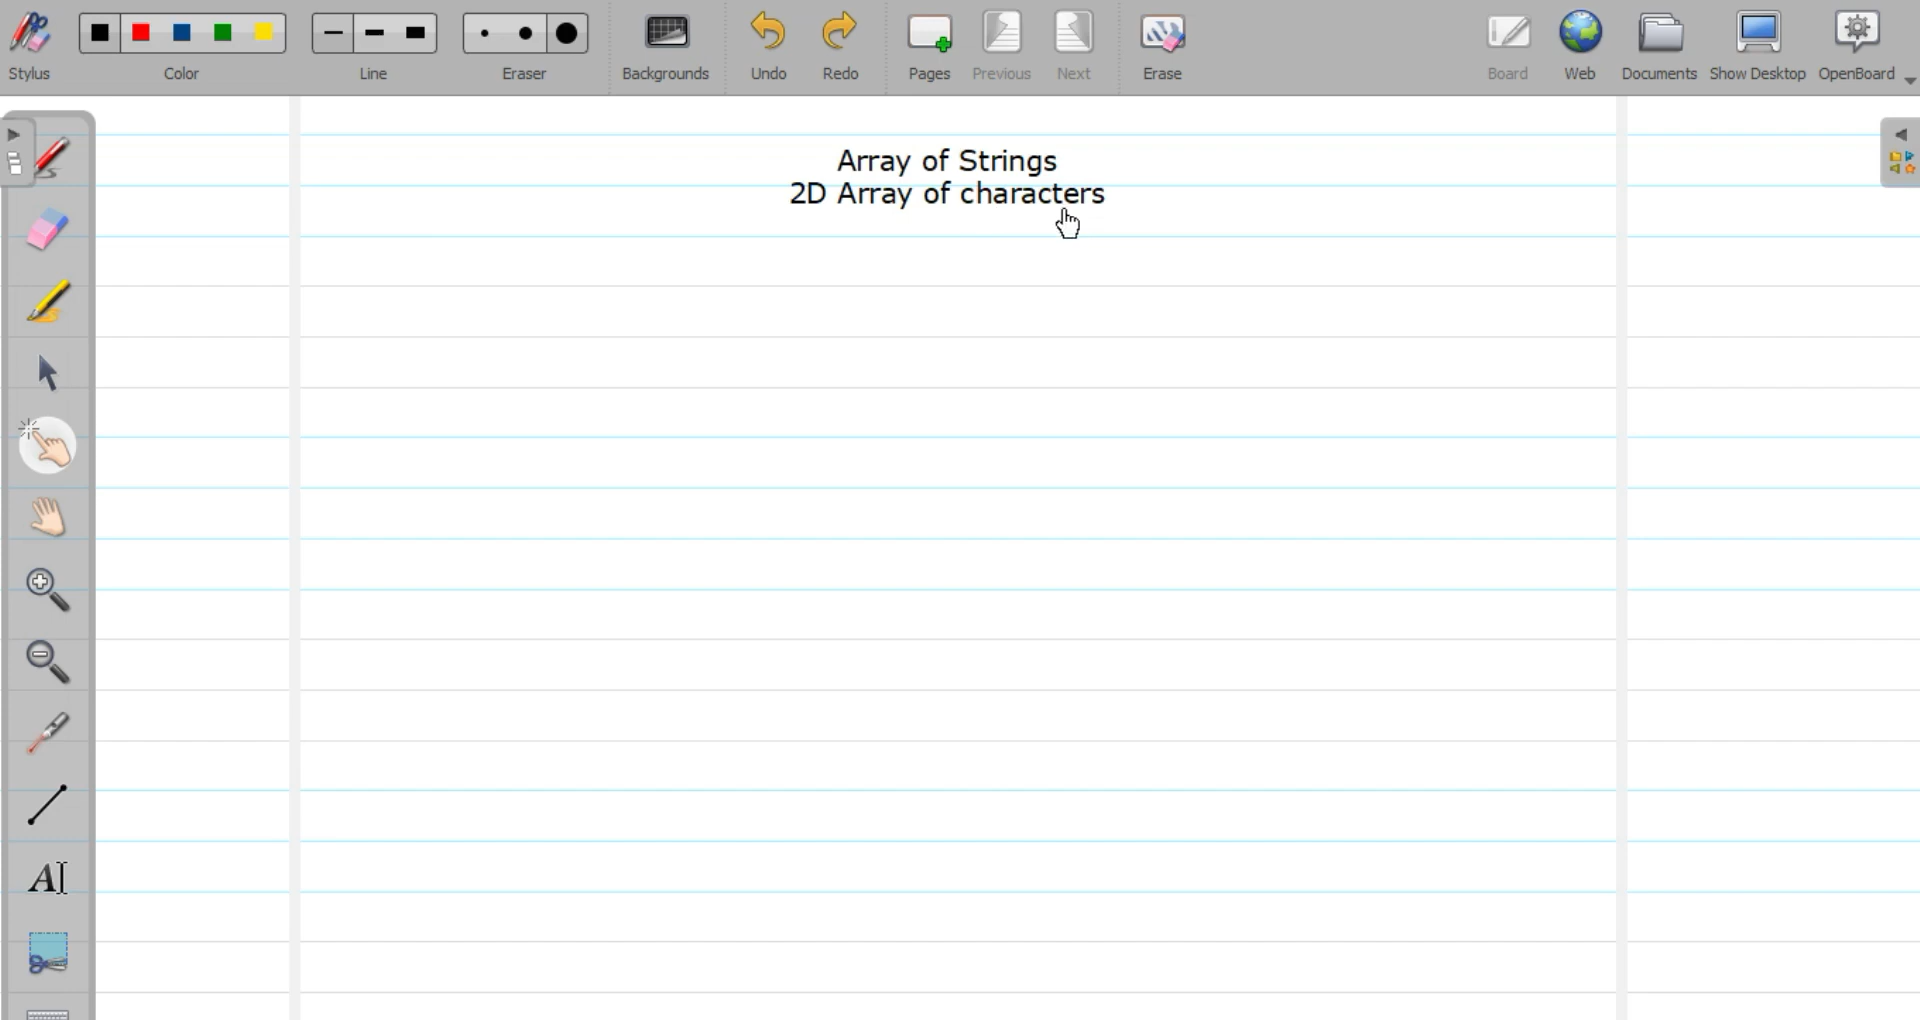 Stylus
Color
Line
Eraser
Backgrounds
Undo
Redo
Pages
Previous
Next
Erase
Board
Web
Documents
Show Desktop
OpenBoard
Array of Strings
2D Array of characters